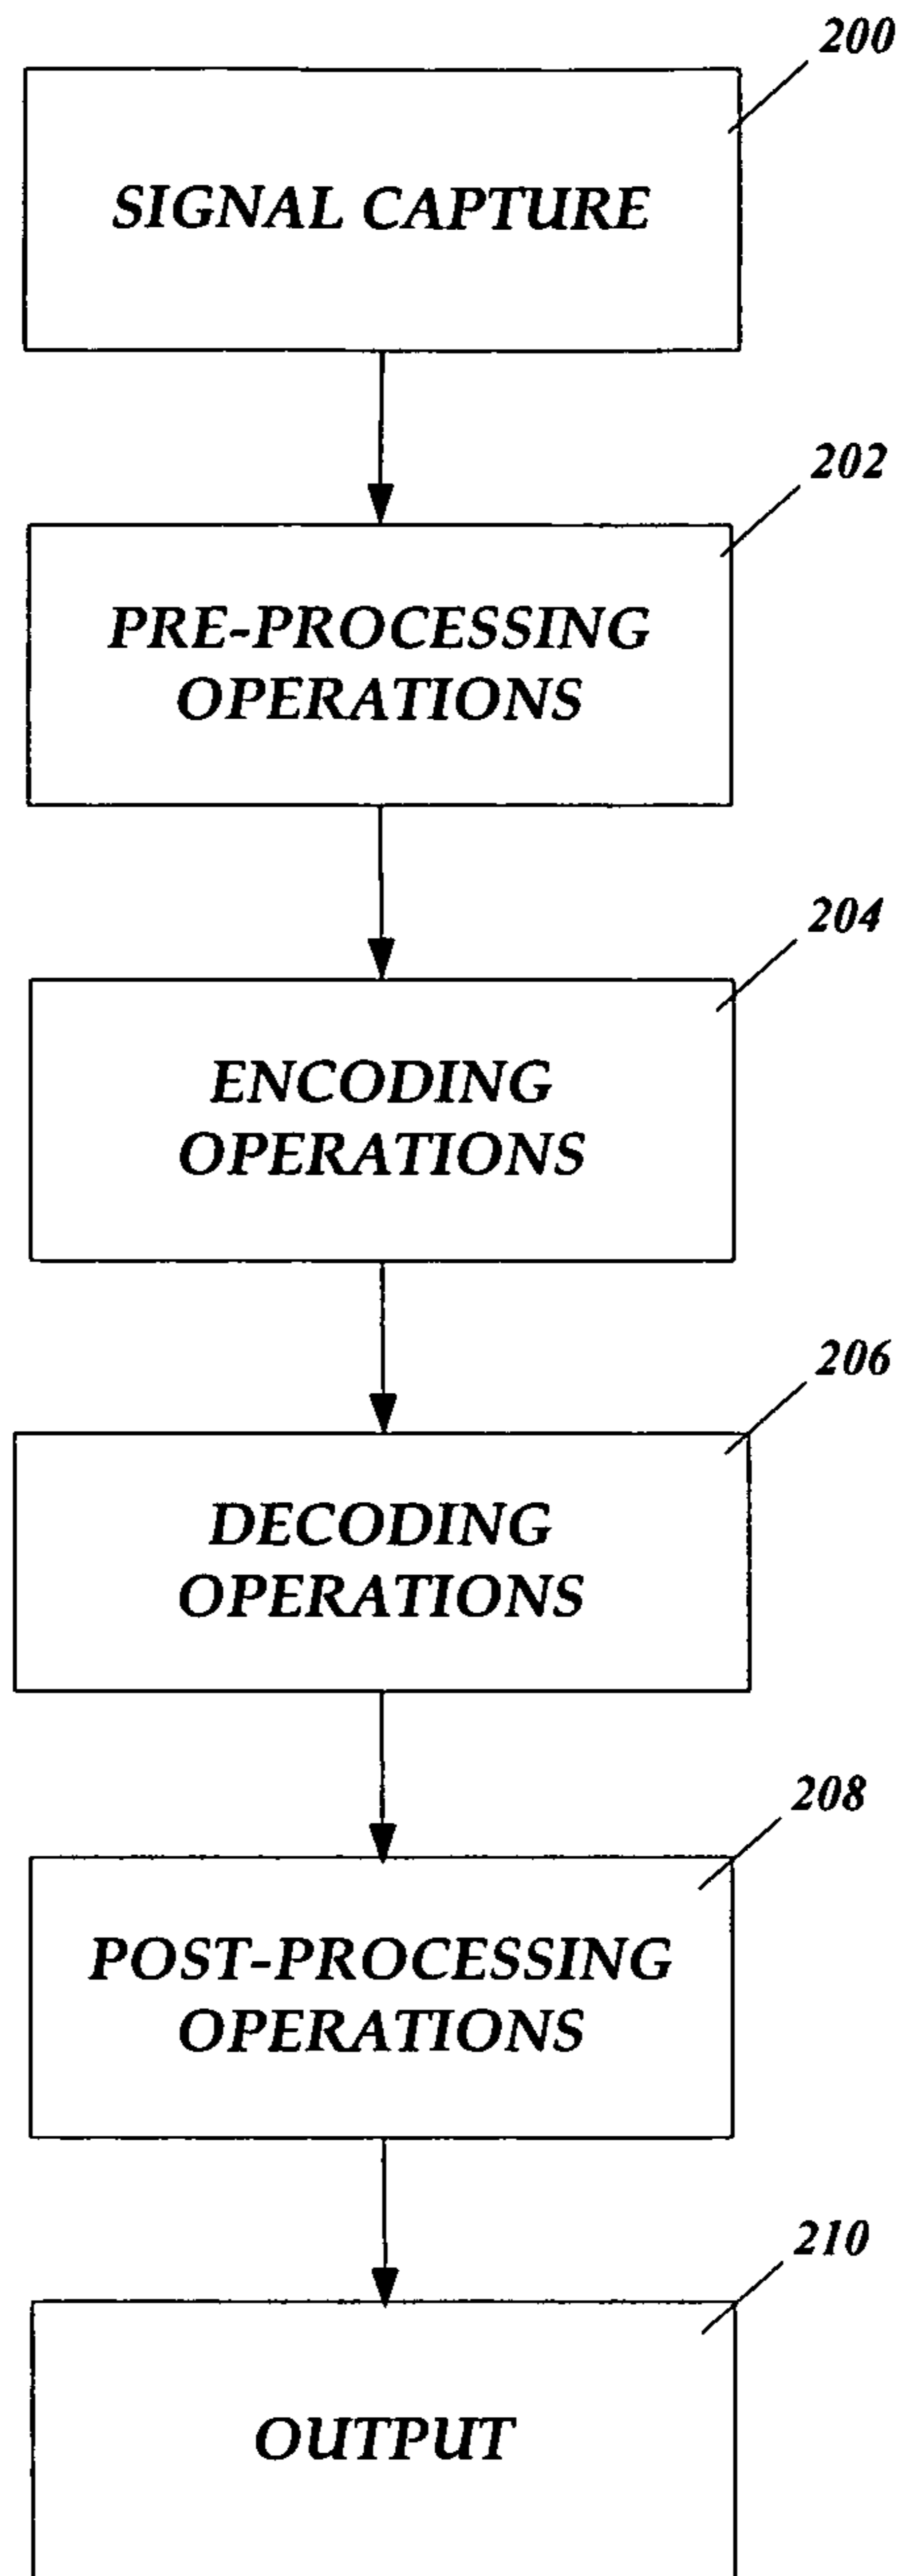 200
SIGNAL CAPTURE
202
PRE-PROCESSING
OPERATIONS
204
ENCODING
OPERATIONS
206
DECODING
OPERATIONS
208
POST-PROCESSING
OPERATIONS
210
OUTPUT